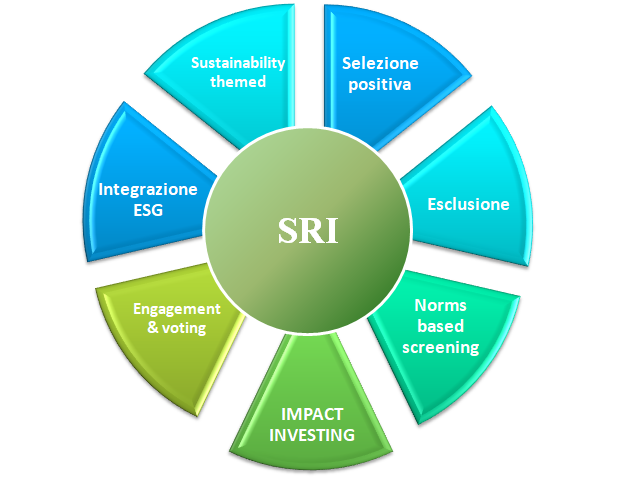 Sustainability
themed
Selezione
positiva
Integrazione
ESG
SRI
Esclusione
Engagement
& voting
Norms
based
screening
IMPACT
INVESTING